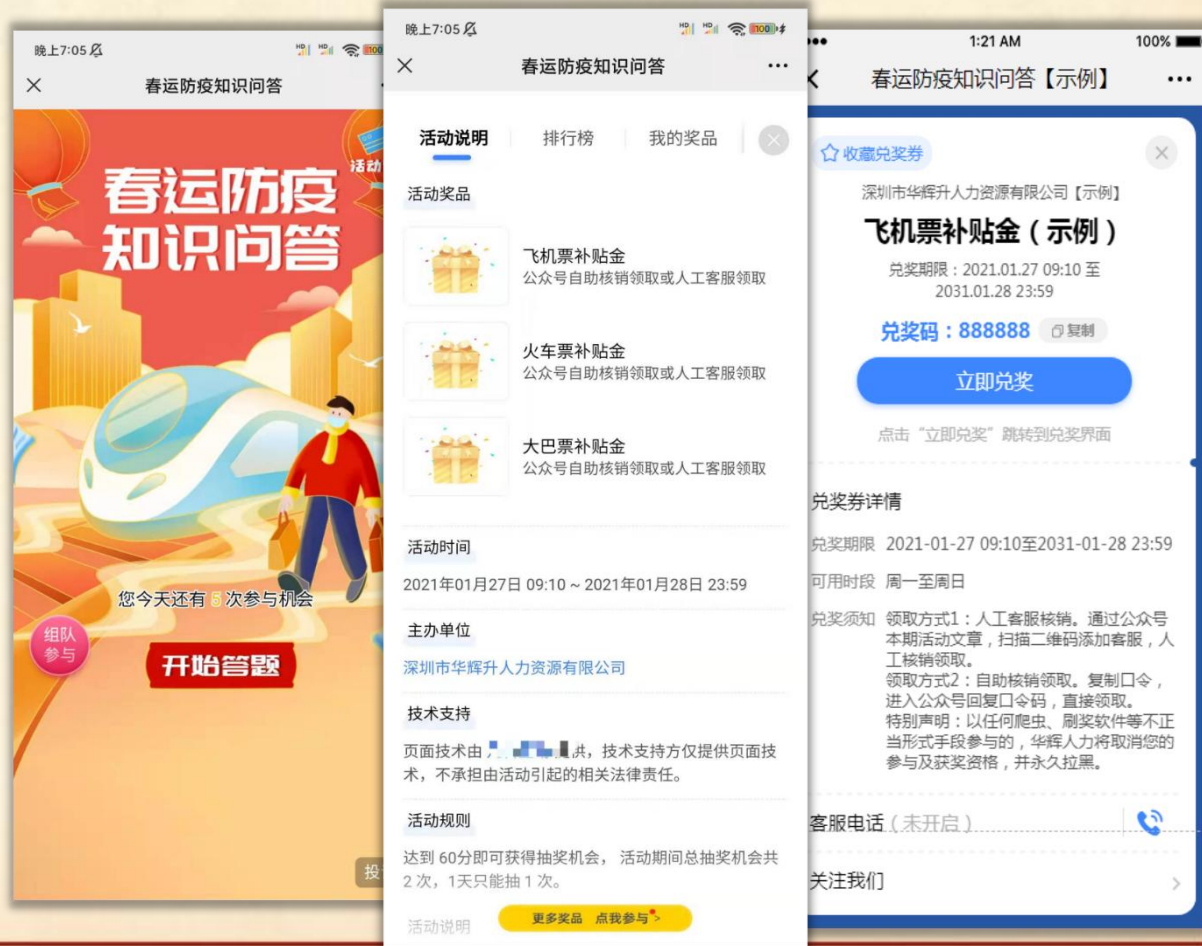 晚上7:05
HD HD 100
春运防疫知识问答
活动
春运防疫
知识问答
您今天还有 5 次参与机会
组队
参与
开始答题
投
晚上7:05
HD HD 100
春运防疫知识问答
活动说明
排行榜
我的奖品
活动奖品
飞机票补贴金
公众号自助核销领取或人工客服领取
火车票补贴金
公众号自助核销领取或人工客服领取
大巴票补贴金
公众号自助核销领取或人工客服领取
活动时间
2021年01月27日 09:10 ~ 2021年01月28日 23:59
主办单位
深圳市华辉升人力资源有限公司
技术支持
页面技术由
供，技术支持方仅提供页面技
术，不承担由活动引起的相关法律责任。
活动规则
达到 60分即可获得抽奖机会， 活动期间总抽奖机会共
2 次，1天只能抽 1 次。
活动说明
更多奖品 点我参与 >
1:21 AM
100%
春运防疫知识问答【示例】
收藏兑奖券
深圳市华辉升人力资源有限公司【示例】
飞机票补贴金（示例）
兑奖期限：2021.01.27 09:10 至
2031.01.28 23:59
兑奖码：888888
复制
立即兑奖
点击“立即兑奖”跳转到兑奖界面
兑奖券详情
兑奖期限 2021-01-27 09:10至2031-01-28 23:59
可用时段 周一至周日
兑奖须知 领取方式1：人工客服核销。通过公众号
本期活动文章，扫描二维码添加客服，人
工核销领取。
领取方式2：自助核销领取。复制口令，
进入公众号回复口令码，直接领取。
特别声明：以任何爬虫、刷奖软件等不正
当形式手段参与的，华辉人力将取消您的
参与及获奖资格，并永久拉黑。
客服电话（未开启）
关注我们